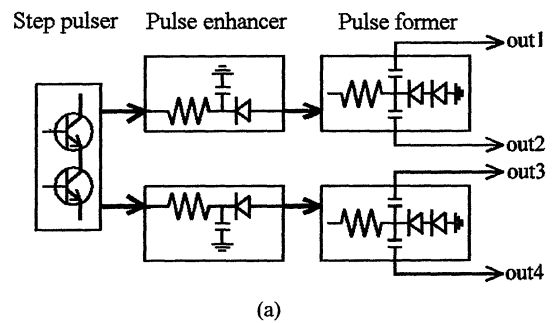 Step pulser Pulse enhancer Pulse former
out1
out2
out3
out4
(a)